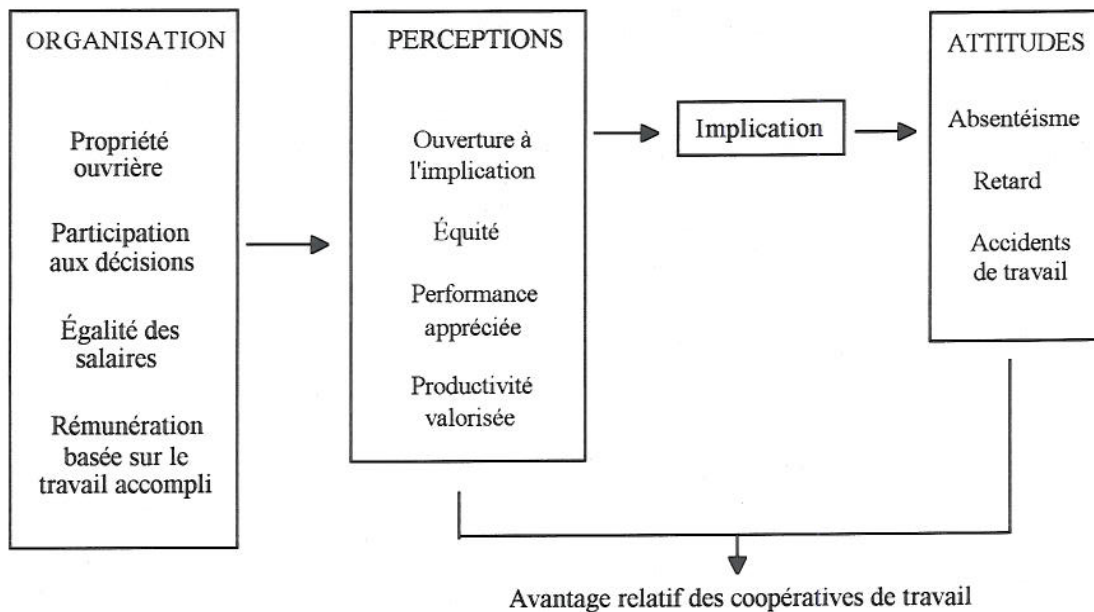 ORGANISATION
Propriété
ouvrière
Participation
aux décisions
Égalité des
salaires
Rémunération
basée sur le
travail accompli
PERCEPTIONS
Ouverture à
l'implication
Équité
Performance
appréciée
Productivité
valorisée
Implication
ATTITUDES
Absentéisme
Retard
Accidents
de travail
Avantage relatif des coopératives de travail